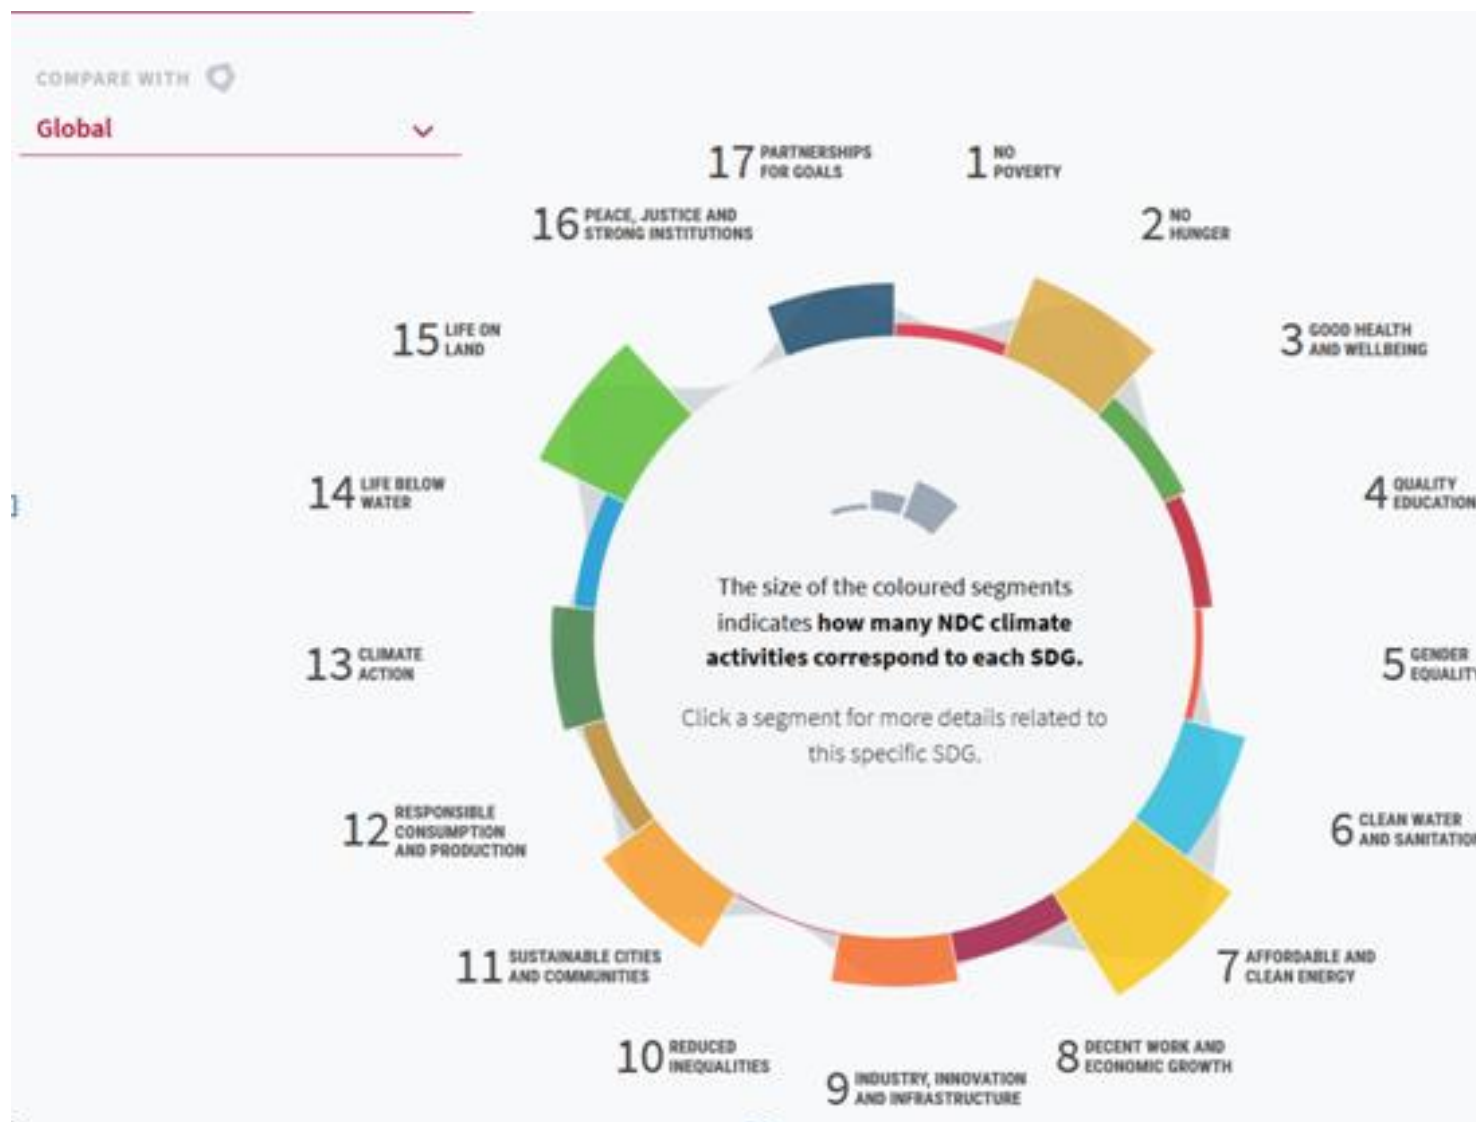 COMPARE WITH
Global
17 PARTNERSHIPS
FOR GOALS
1 NO
POVERTY
16 PEACE, JUSTICE AND
STRONG INSTITUTIONS
2 NO
HUNGER
15 LIFE ON
LAND
3 GOOD HEALTH
AND WELLBEING
14 LIFE BELOW
WATER
4 QUALITY
EDUCATION
The size of the coloured segments
indicates how many NDC climate
activities correspond to each SDG.
13 CLIMATE
ACTION
5 GENDER
EQUALITY
Click a segment for more details related to
this specific SDG.
12 RESPONSIBLE
CONSUMPTION
AND PRODUCTION
6 CLEAN WATER
AND SANITATION
11 SUSTAINABLE CITIES
AND COMMUNITIES
7 AFFORDABLE AND
CLEAN ENERGY
10 REDUCED
INEQUALITIES
8 DECENT WORK AND
ECONOMIC GROWTH
9 INDUSTRY, INNOVATION
AND INFRASTRUCTURE